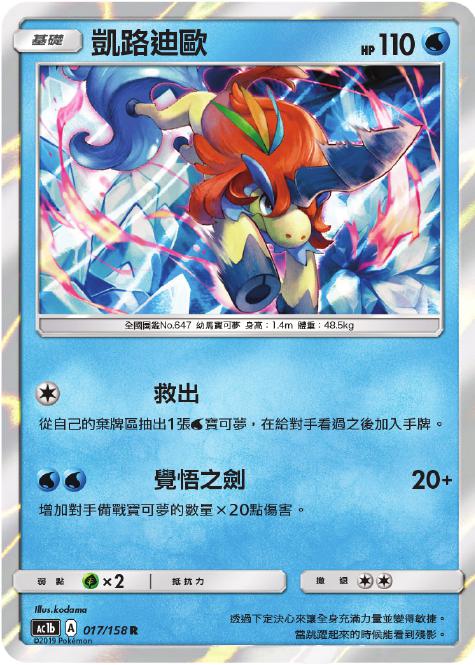 基礎 凱路迪歐 HP 110
全國圖鑑No.647 幼馬寶可夢 身高：1.4m 體重：48.5kg
救出
從自己的棄牌區抽出1張寶可夢，在給對手看過之後加入手牌。
覺悟之劍 20+
增加對手備戰寶可夢的數量×20點傷害。
弱點 ×2 抵抗力 撤退
Illus.kodama
透過下定決心來讓全身充滿力量並變得敏捷。
AC1b A 017/158 R
當跳躍起來的時候能看到殘影。
©2019 Pokémon